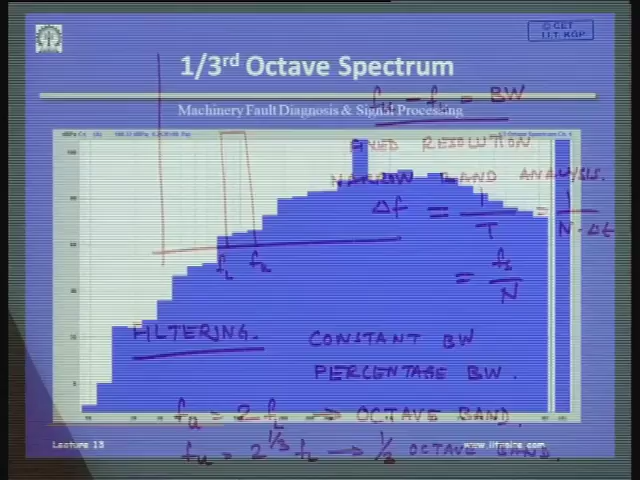 © CET
I.I.T. KGP
1/3rd Octave Spectrum
fu - fL = BW
Machinery Fault Diagnosis & Signal Processing
FIXED RESOLUTION
NARROW BAND ANALYSIS.
Δf = 1/T = 1/N·Δt
fL fu
= fs/N
FILTERING. CONSTANT BW
PERCENTAGE BW.
fu = 2 fL → OCTAVE BAND.
Lecture 13 www.iitnoise.com
fu = 2^1/3 fL → 1/3 OCTAVE BAND.